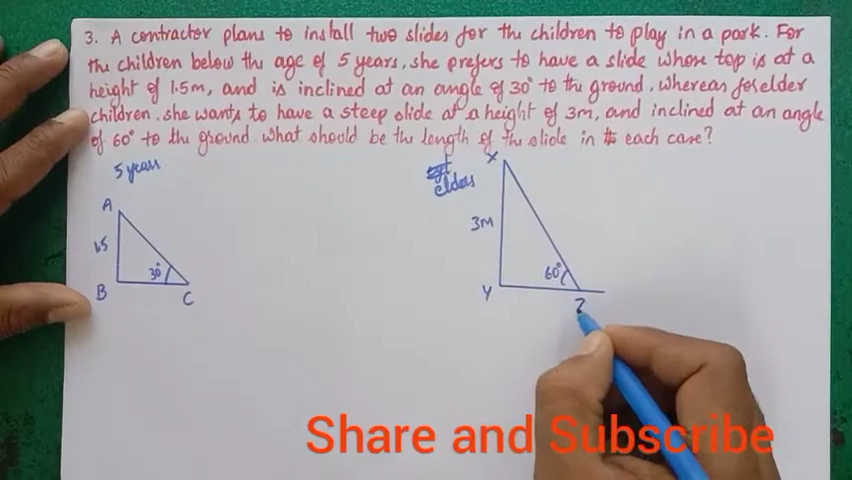 3. A contractor plans to install two slides for the children to play in a park. For
the children below the age of 5 years, she prefers to have a slide whose top is at a
height of 1.5m, and is inclined at an angle of 30° to the ground, whereas for elder
children, she wants to have a steep slide at a height of 3m, and inclined at an angle
of 60° to the ground. what should be the length of the slide in each case?
5 years
elders
A
1.5
30°
B
C
X
3M
60°
Y
Z
Share and Subscribe